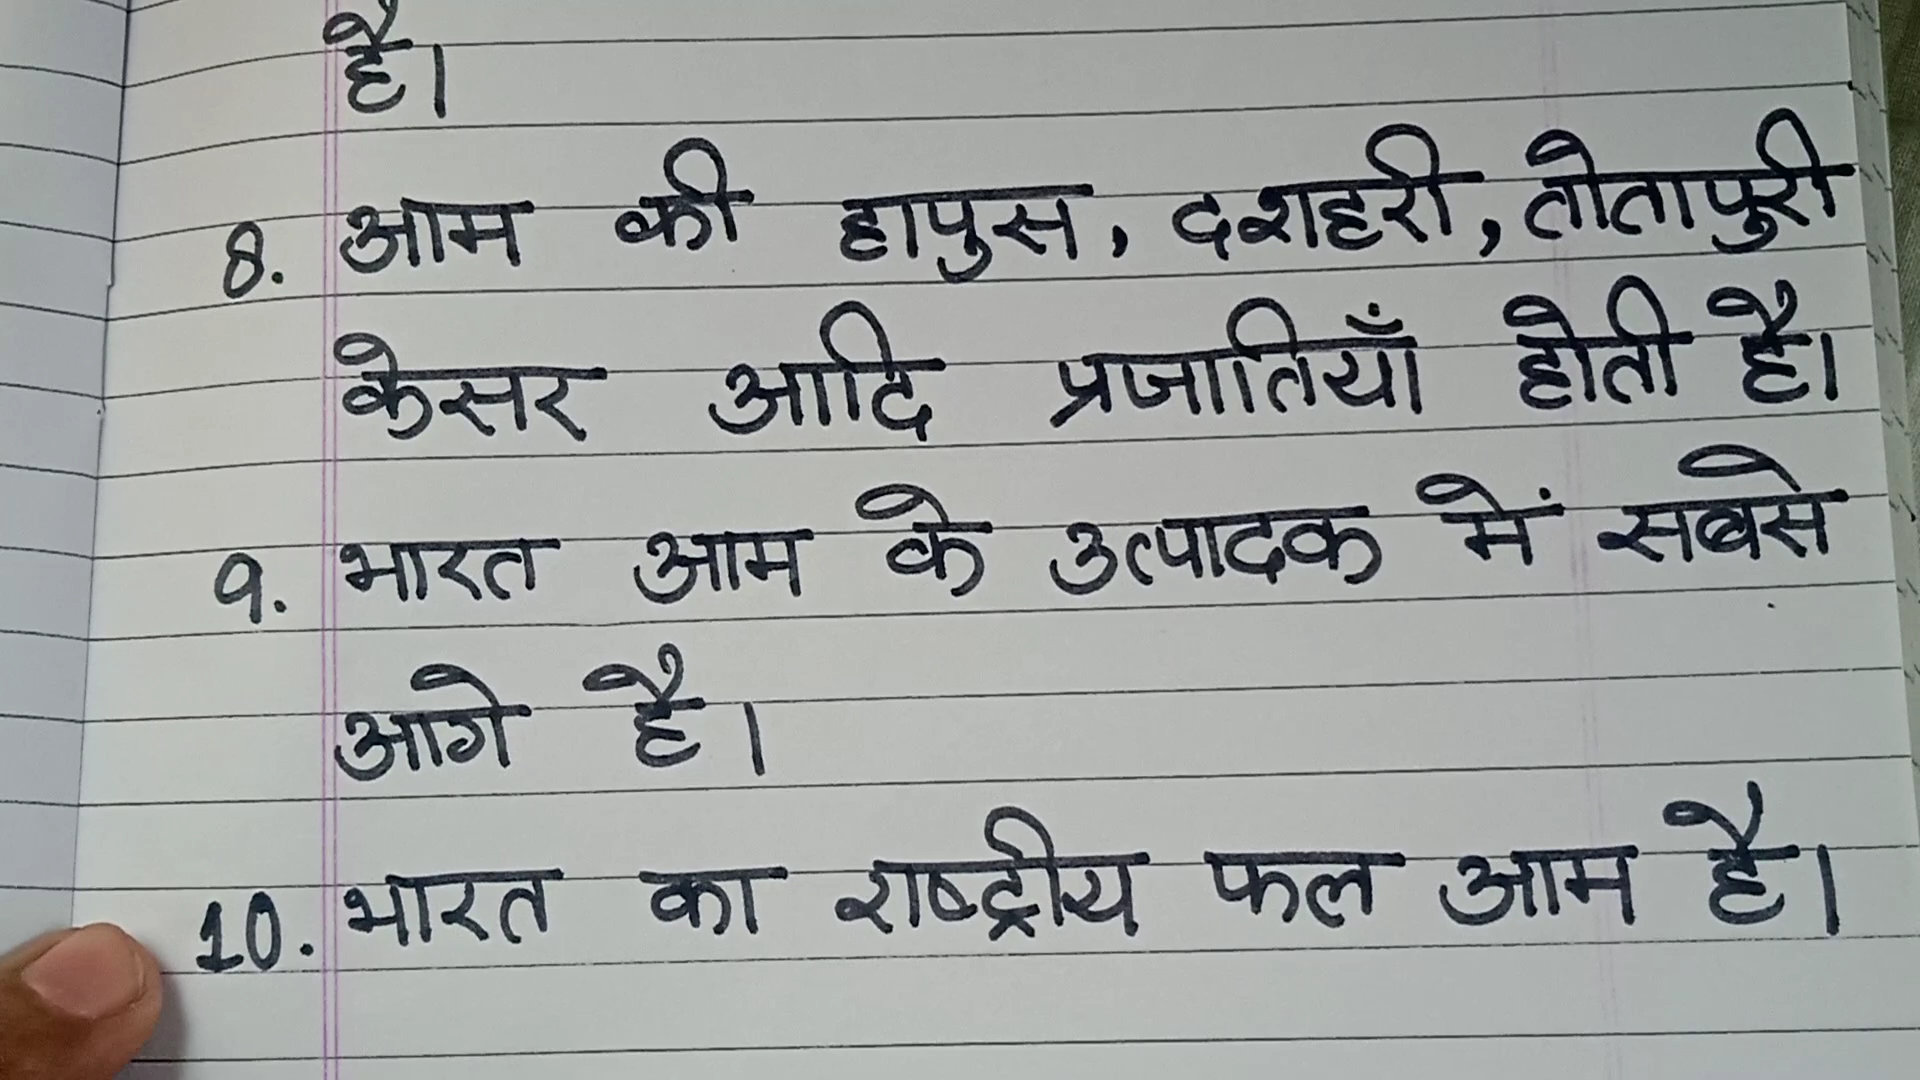 है।
8. आम की हापुस, दशहरी, तोतापुरी
केसर आदि प्रजातियाँ होती है।
9. भारत आम के उत्पादक में सबसे
आगे है।
10. भारत का राष्ट्रीय फल आम है।